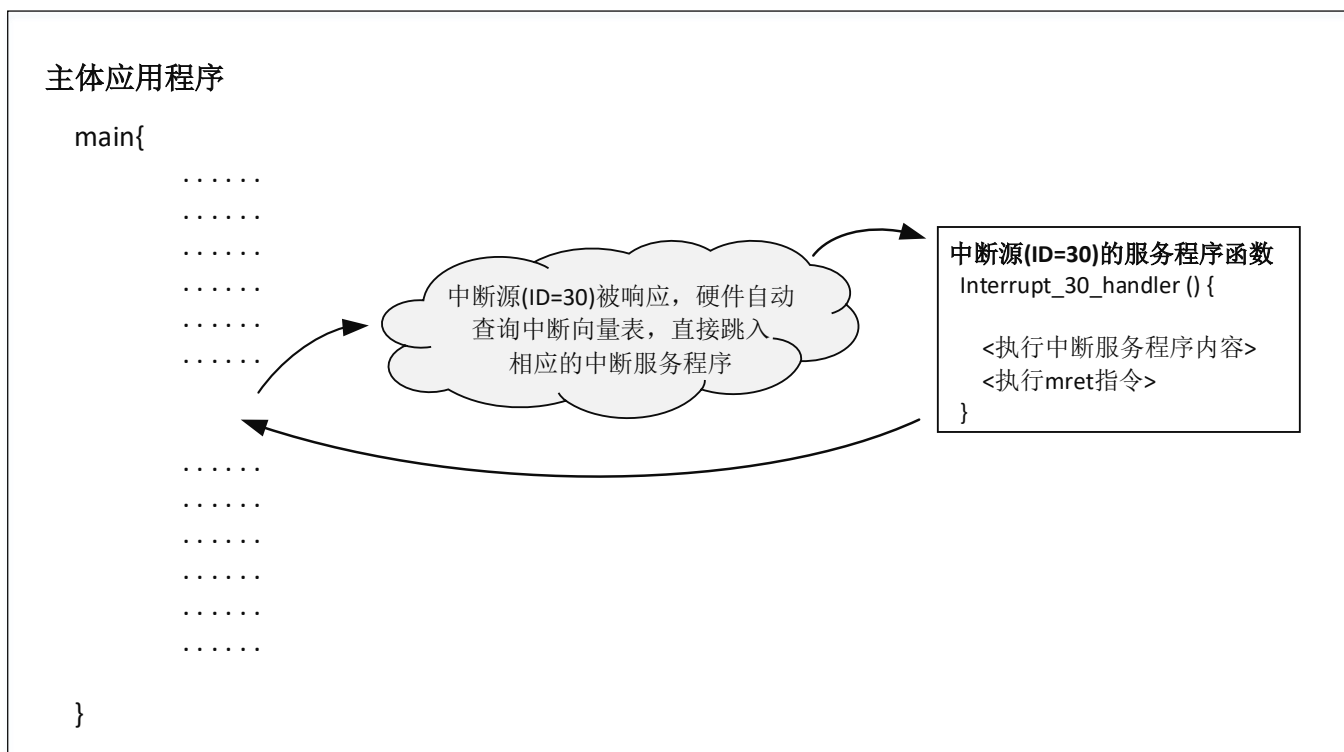 主体应用程序
main{
......
......
......
......
......
......
中断源(ID=30)被响应，硬件自动
查询中断向量表，直接跳入
相应的中断服务程序
中断源(ID=30)的服务程序函数
Interrupt_30_handler () {
<执行中断服务程序内容>
<执行mret指令>
}
......
......
......
......
......
......
}